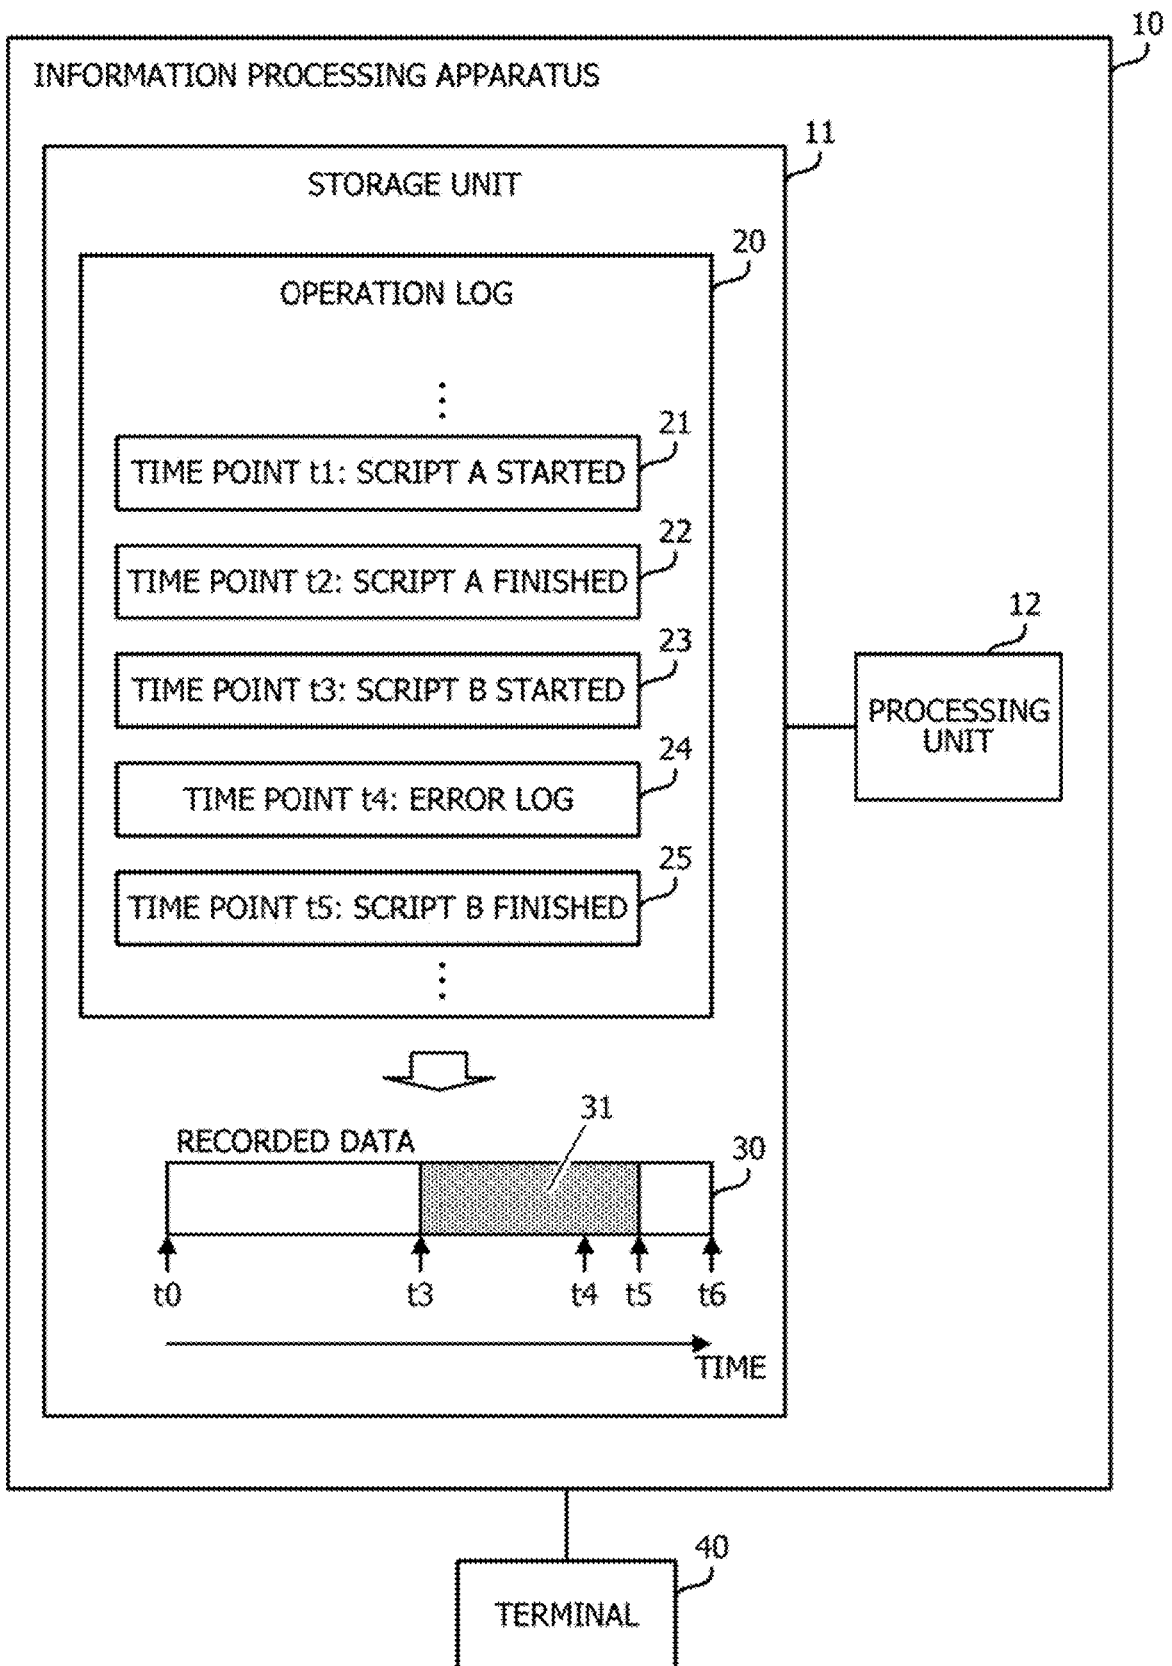 10
INFORMATION PROCESSING APPARATUS
11
STORAGE UNIT
20
OPERATION LOG
21
TIME POINT t1: SCRIPT A STARTED
22
TIME POINT t2: SCRIPT A FINISHED
23
TIME POINT t3: SCRIPT B STARTED
24
TIME POINT t4: ERROR LOG
25
TIME POINT t5: SCRIPT B FINISHED
12
PROCESSING
UNIT
31
RECORDED DATA
30
t0 t3 t4 t5 t6
TIME
40
TERMINAL